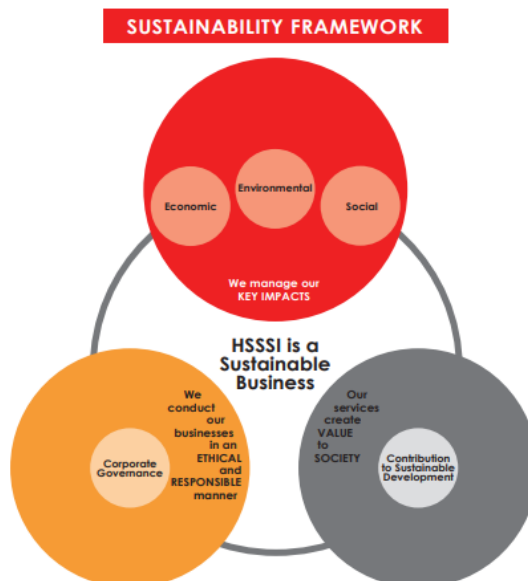 SUSTAINABILITY FRAMEWORK
Economic
Environmental
Social
We manage our
KEY IMPACTS
HSSSI is a
Sustainable
Business
Corporate
Governance
We
conduct
our
businesses
in an
ETHICAL
and
RESPONSIBLE
manner
Our
services
create
VALUE
to
SOCIETY
Contribution
to Sustainable
Development